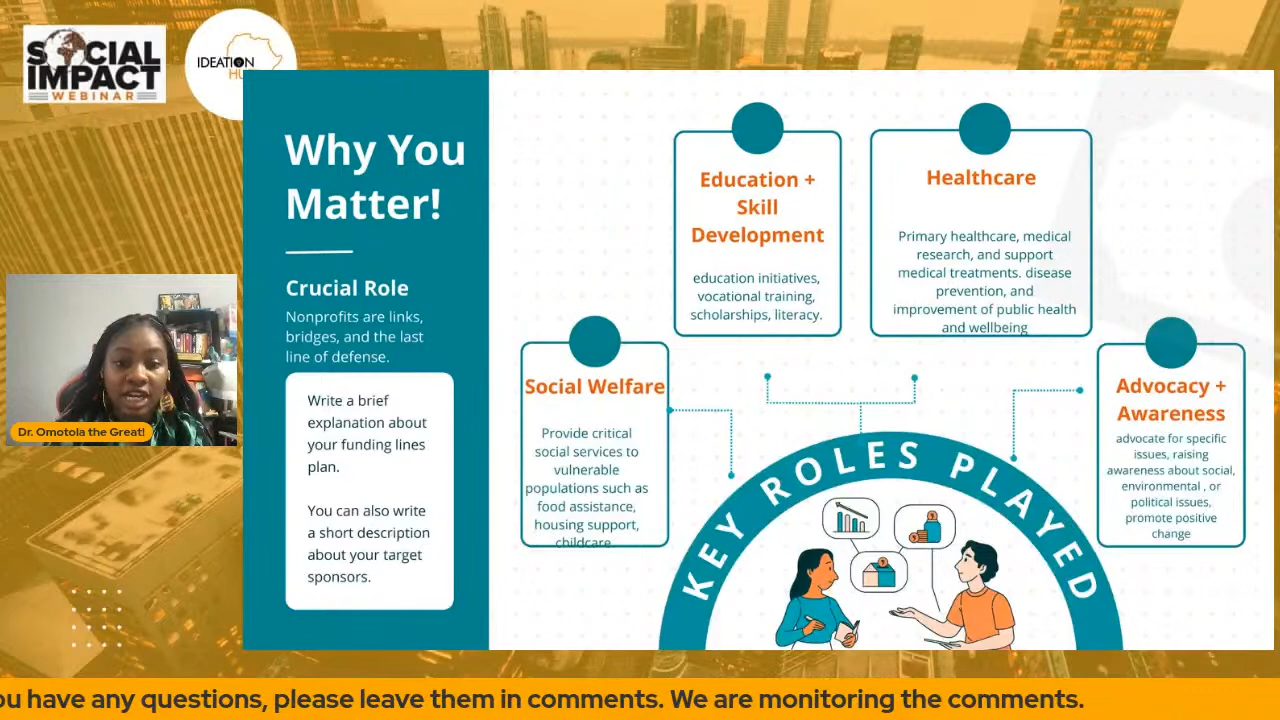 SOCIAL
IMPACT
WEBINAR
IDEATION
HU
Why You
Matter!
Crucial Role
Nonprofits are links,
bridges, and the last
line of defense.
Write a brief
explanation about
your funding lines
plan.
You can also write
a short description
about your target
sponsors.
Education +
Skill
Development
education initiatives,
vocational training,
scholarships, literacy.
Healthcare
Primary healthcare, medical
research, and support
medical treatments. disease
prevention, and
improvement of public health
and wellbeing
Social Welfare
Provide critical
social services to
vulnerable
populations such as
food assistance,
housing support,
childcare
Advocacy +
Awareness
advocate for specific
issues, raising
awareness about social,
environmental , or
political issues,
promote positive
change
KEY ROLES PLAYED
Dr. Omotola the Great!
ou have any questions, please leave them in comments. We are monitoring the comments.